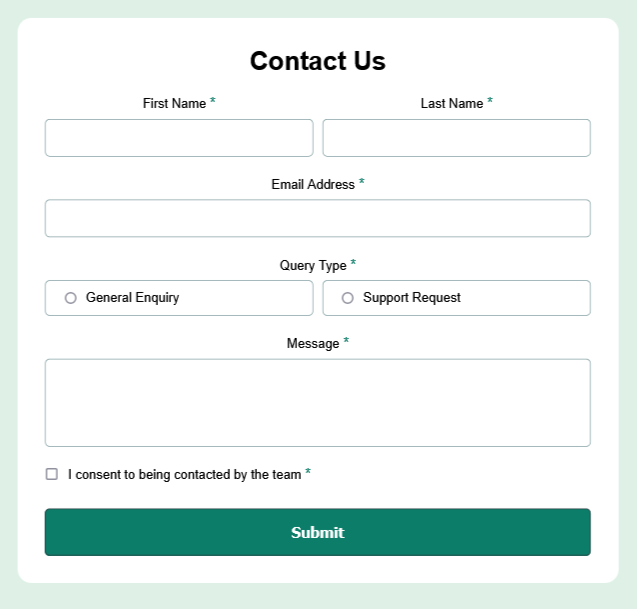 Contact Us
First Name * Last Name *
Email Address *
Query Type *
General Enquiry Support Request
Message *
I consent to being contacted by the team *
Submit